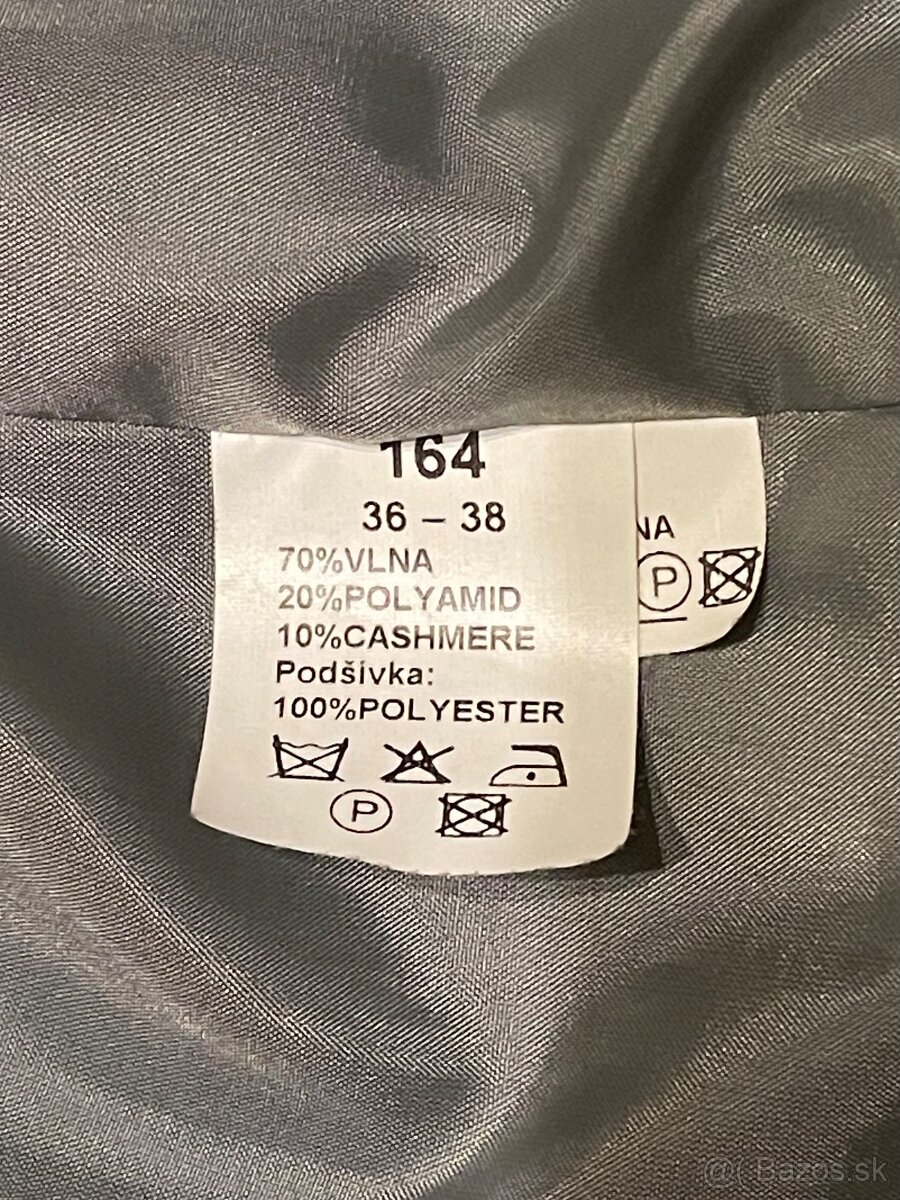 164
36 – 38
70%VLNA
20%POLYAMID
10%CASHMERE
Podšívka:
100%POLYESTER
P
NA
P
@( Bazos.sk